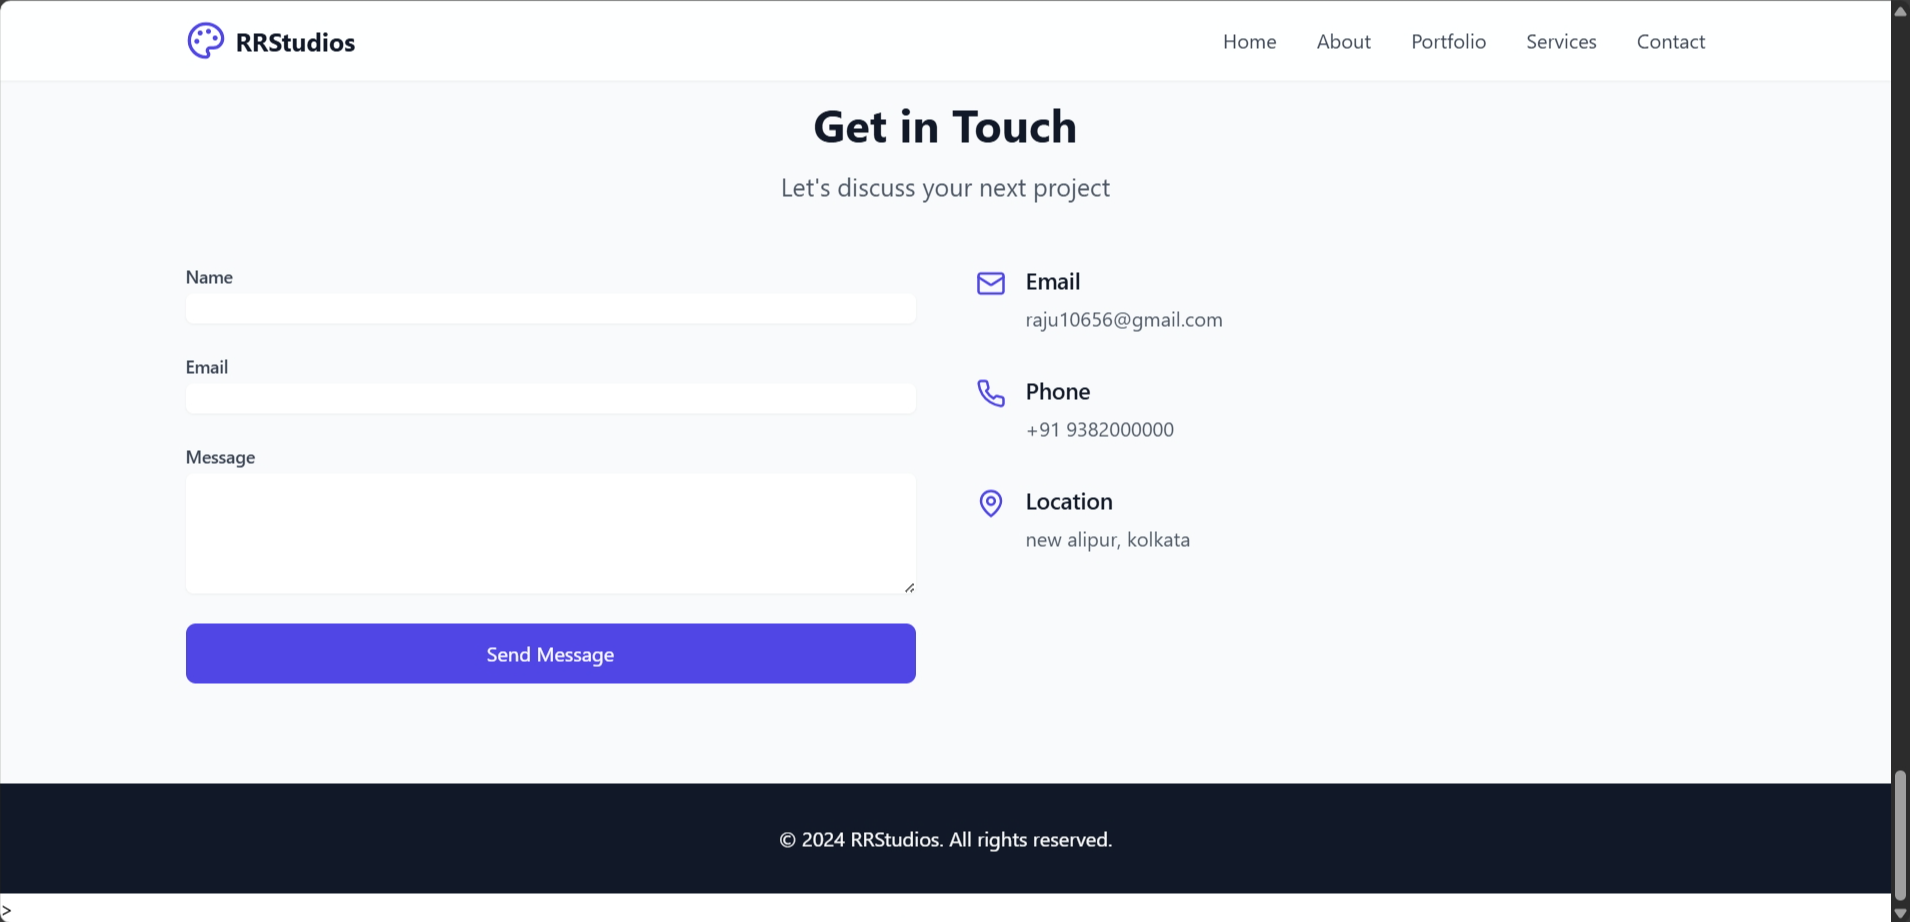 RRStudios
Home About Portfolio Services Contact
Get in Touch
Let's discuss your next project
Name
Email
Message
Send Message
Email
raju10656@gmail.com
Phone
+91 9382000000
Location
new alipur, kolkata
© 2024 RRStudios. All rights reserved.
>